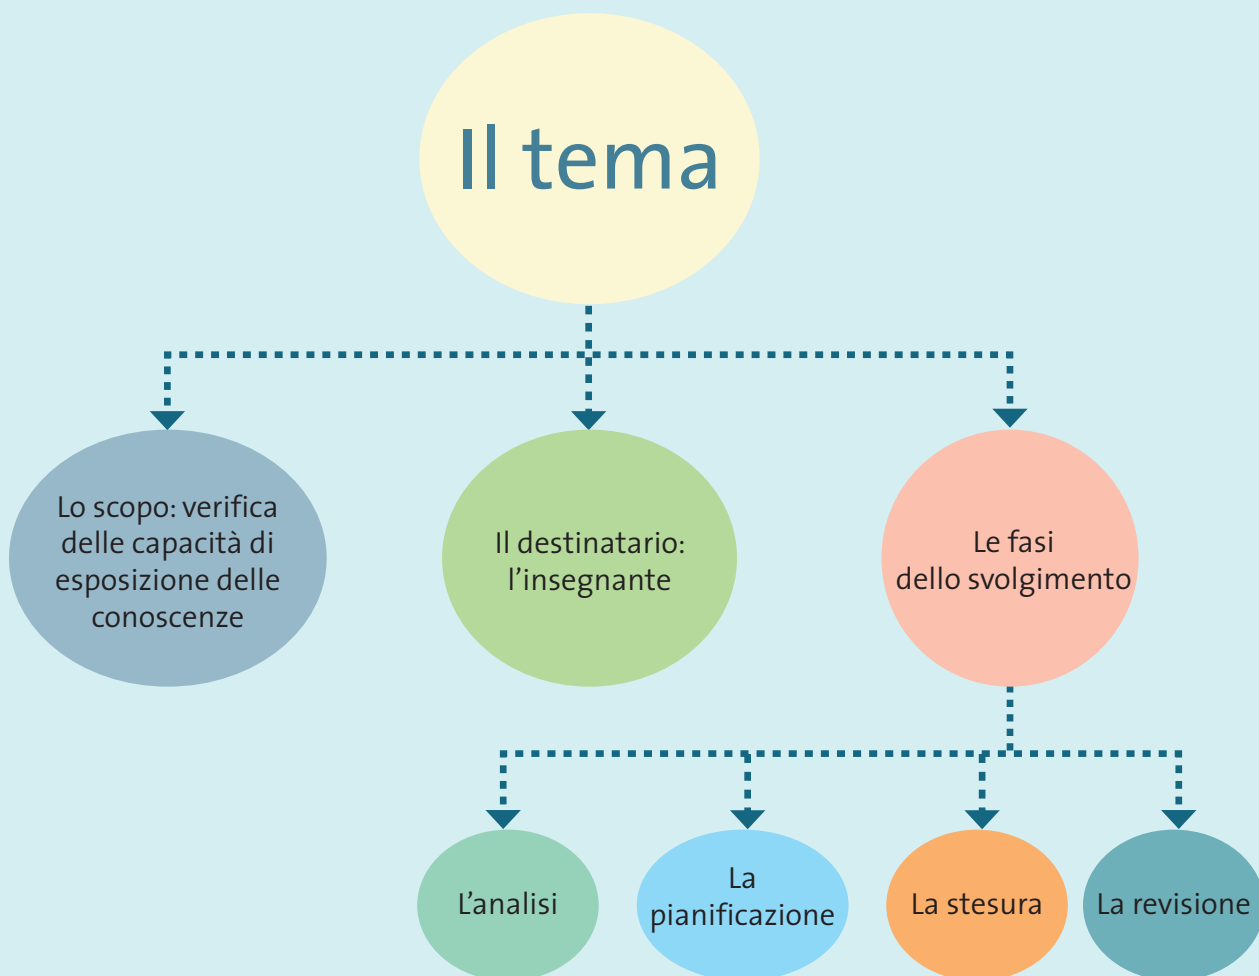 Il tema
Lo scopo: verifica
delle capacità di
esposizione delle
conoscenze
Il destinatario:
l’insegnante
Le fasi
dello svolgimento
L’analisi
La
pianificazione
La stesura
La revisione